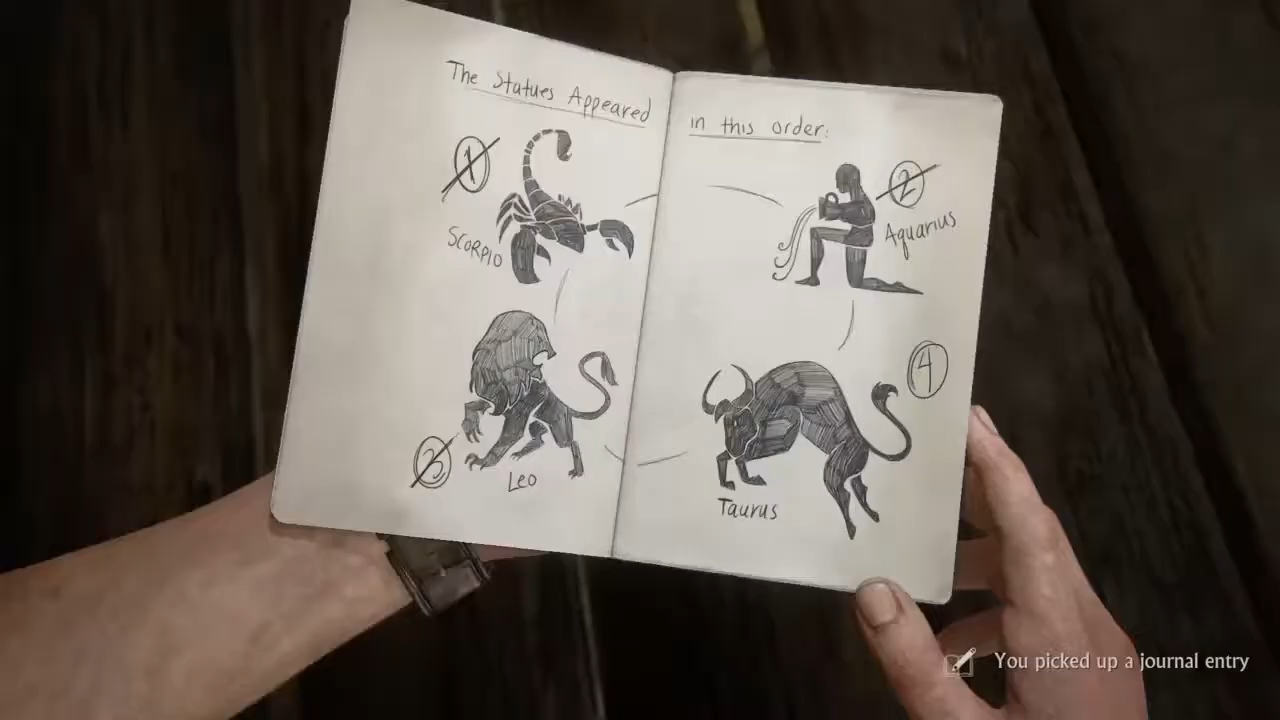 The Statues Appeared
in this order:
1
SCORPIO
2
Aquarius
3
Leo
4
Taurus
You picked up a journal entry